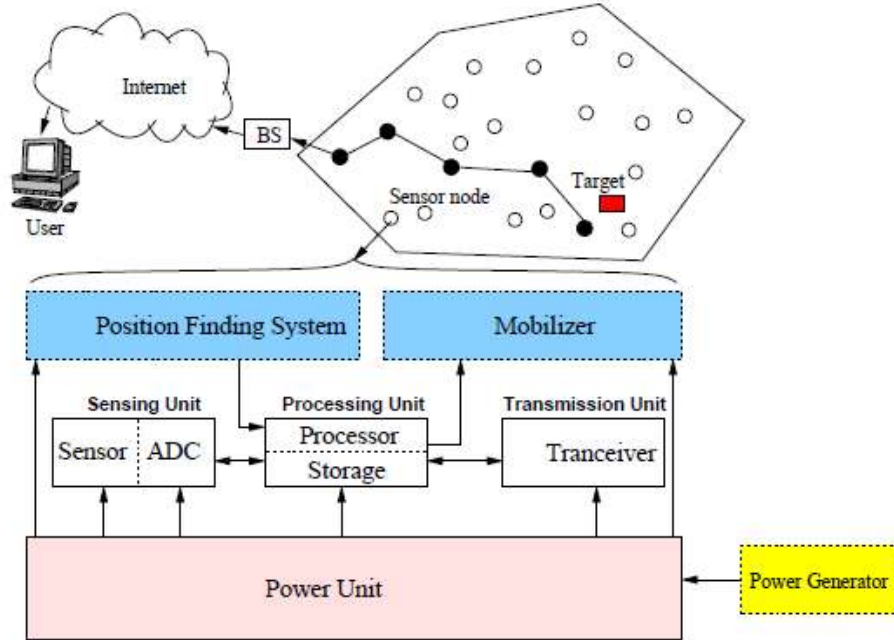 Internet
BS
User
Sensor node
Target
Position Finding System
Mobilizer
Sensing Unit
Processing Unit
Transmission Unit
Sensor
ADC
Processor
Storage
Tranceiver
Power Unit
Power Generator